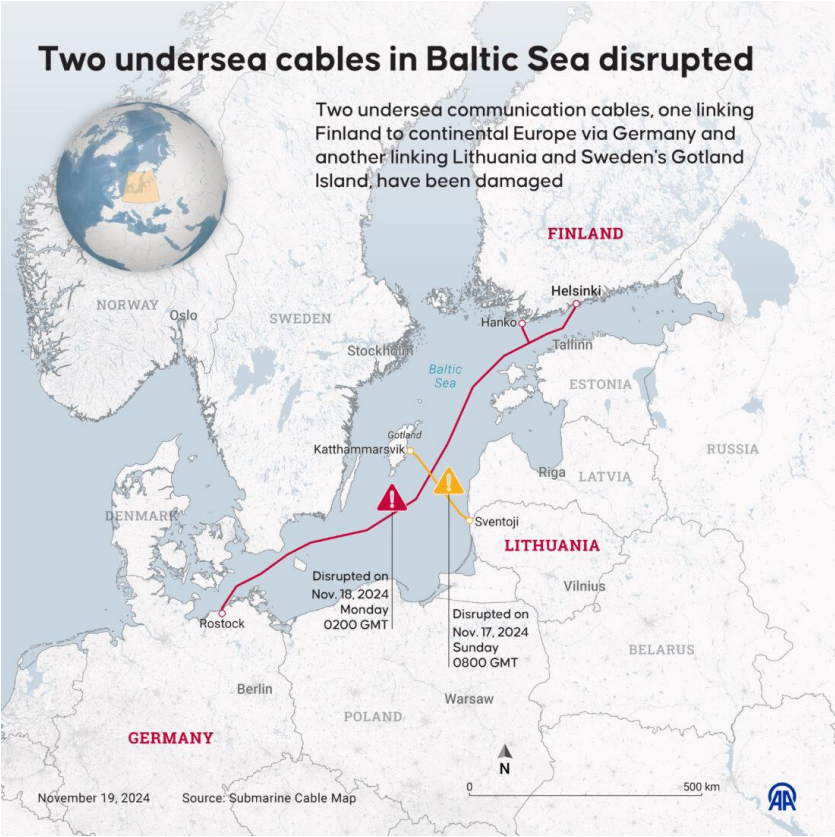 Two undersea cables in Baltic Sea disrupted
Two undersea communication cables, one linking
Finland to continental Europe via Germany and
another linking Lithuania and Sweden's Gotland
Island, have been damaged
FINLAND
Helsinki
NORWAY
Oslo
SWEDEN
Hanko
Stockholm
Tallinn
Baltic
Sea
ESTONIA
Gotland
Katthammarsvik
RUSSIA
Riga
LATVIA
DENMARK
Sventoji
LITHUANIA
Disrupted on
Nov. 18, 2024
Monday
0200 GMT
Vilnius
Rostock
Disrupted on
Nov. 17, 2024
Sunday
0800 GMT
BELARUS
Berlin
Warsaw
POLAND
GERMANY
N
0
500 km
November 19, 2024
Source: Submarine Cable Map
AA